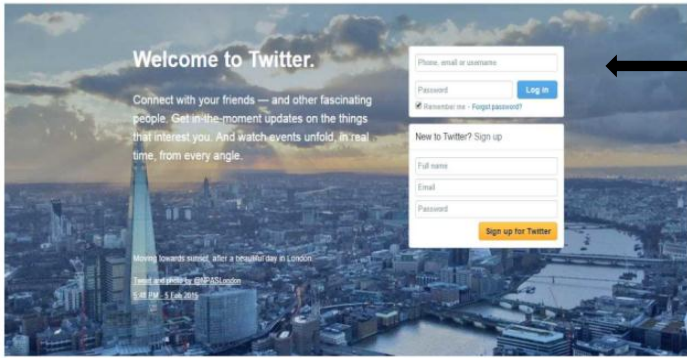 Welcome to Twitter.
Connect with your friends — and other fascinating
people. Get in-the-moment updates on the things
that interest you. And watch events unfold, in real
time, from every angle.
Moving towards sunset, after a beautiful day in London.
Tweet and photo by @NPASLondon
5:48 PM - 5 Feb 2015
Phone, email or username
Password
Log in
Remember me · Forgot password?
New to Twitter? Sign up
Full name
Email
Password
Sign up for Twitter